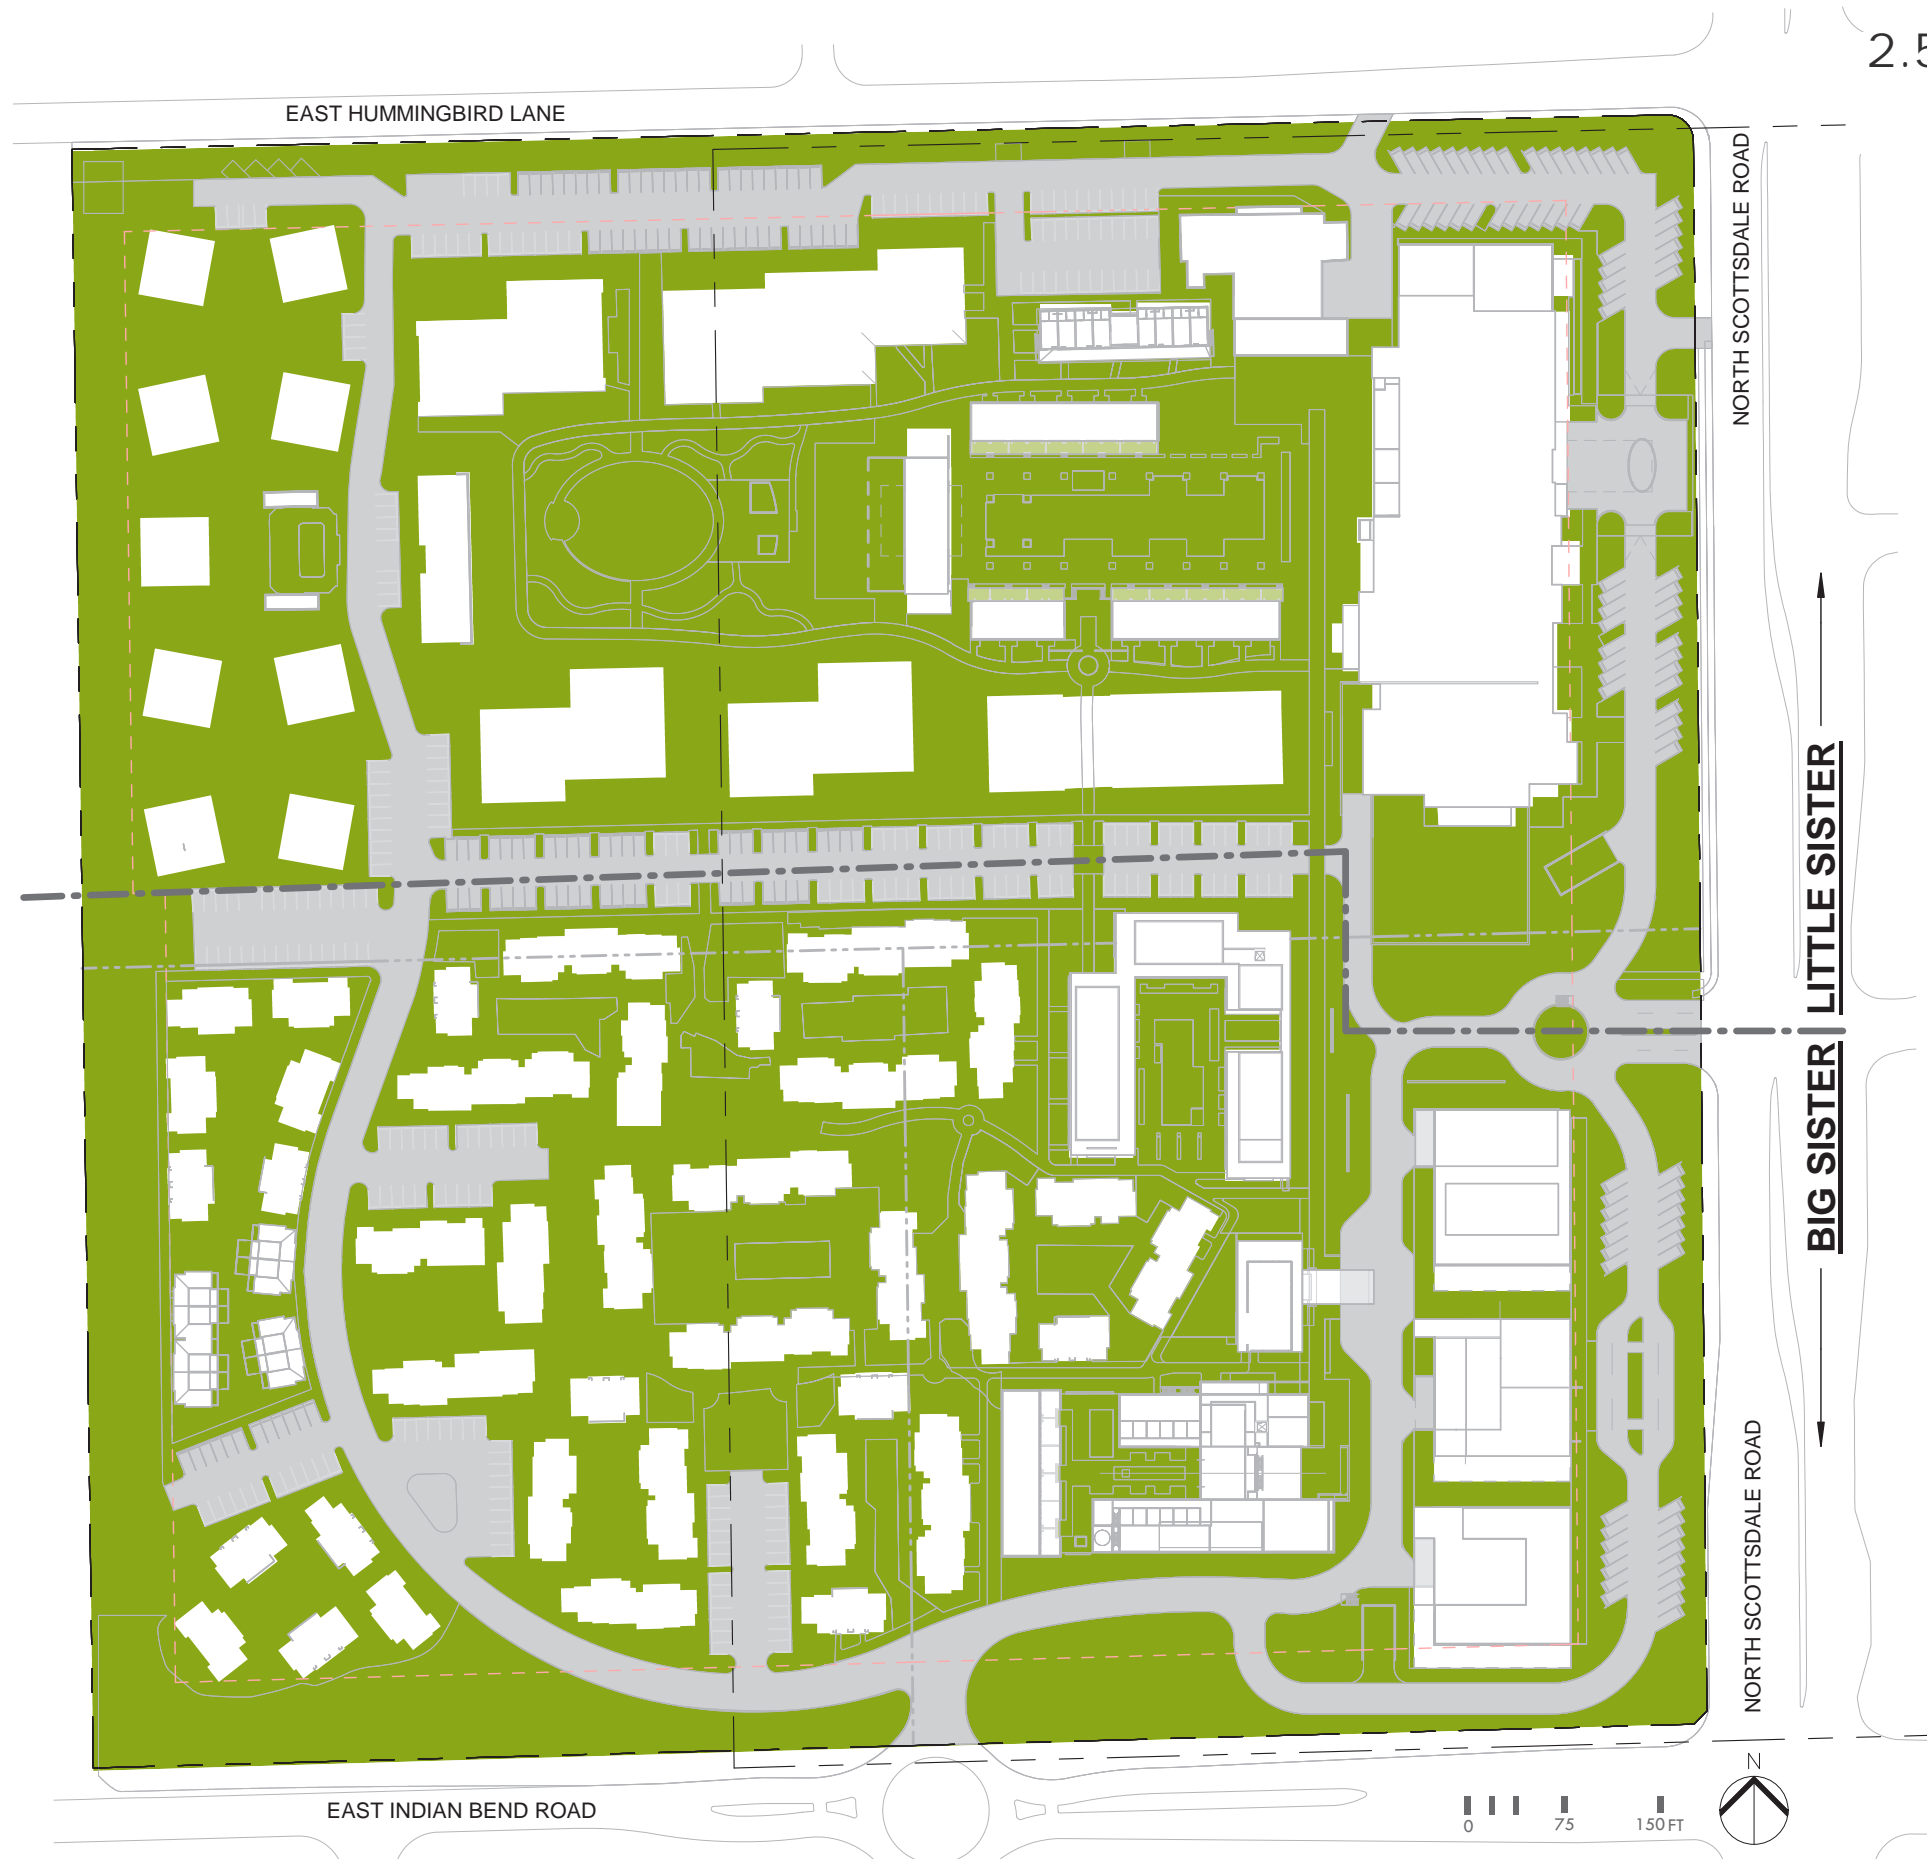 2.5
EAST HUMMINGBIRD LANE
NORTH SCOTTSDALE ROAD
LITTLE SISTER
BIG SISTER
NORTH SCOTTSDALE ROAD
EAST INDIAN BEND ROAD
0 75 150 FT
N